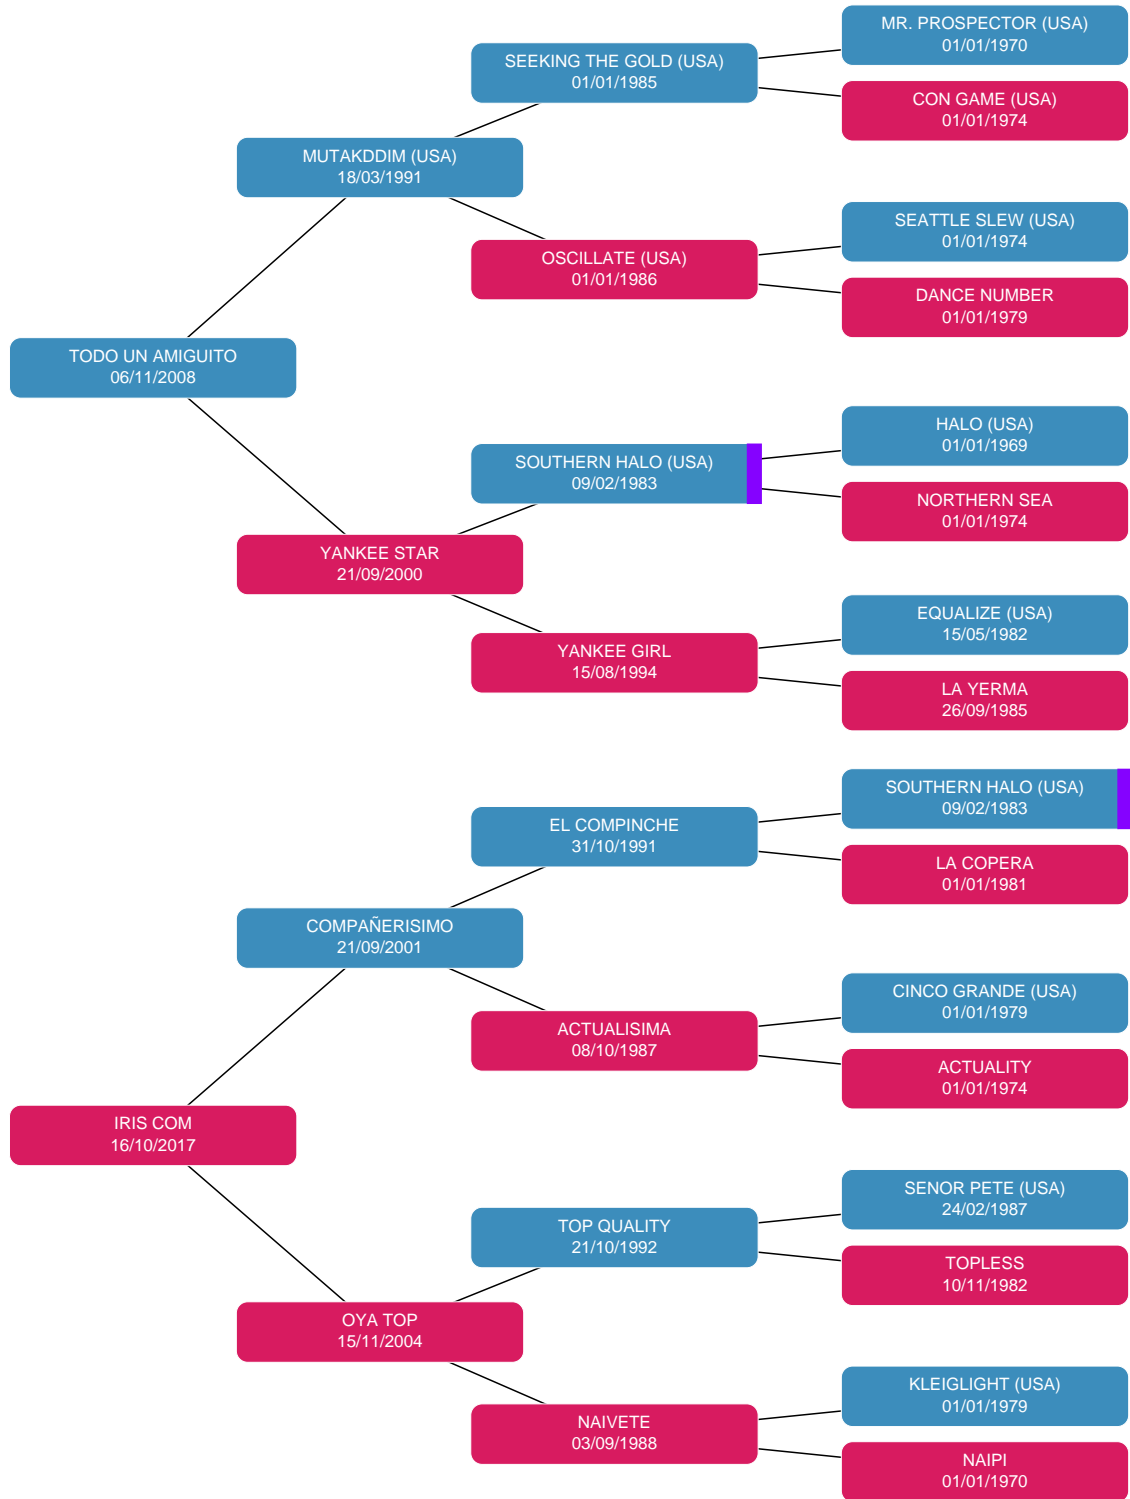 MR. PROSPECTOR (USA)
01/01/1970
SEEKING THE GOLD (USA)
01/01/1985
CON GAME (USA)
01/01/1974
MUTAKDDIM (USA)
18/03/1991
SEATTLE SLEW (USA)
01/01/1974
OSCILLATE (USA)
01/01/1986
DANCE NUMBER
01/01/1979
TODO UN AMIGUITO
06/11/2008
HALO (USA)
01/01/1969
SOUTHERN HALO (USA)
09/02/1983
NORTHERN SEA
01/01/1974
YANKEE STAR
21/09/2000
EQUALIZE (USA)
15/05/1982
YANKEE GIRL
15/08/1994
LA YERMA
26/09/1985
SOUTHERN HALO (USA)
09/02/1983
EL COMPINCHE
31/10/1991
LA COPERA
01/01/1981
COMPAÑERISIMO
21/09/2001
CINCO GRANDE (USA)
01/01/1979
ACTUALISIMA
08/10/1987
ACTUALITY
01/01/1974
IRIS COM
16/10/2017
SENOR PETE (USA)
24/02/1987
TOP QUALITY
21/10/1992
TOPLESS
10/11/1982
OYA TOP
15/11/2004
KLEIGLIGHT (USA)
01/01/1979
NAIVETE
03/09/1988
NAIPI
01/01/1970